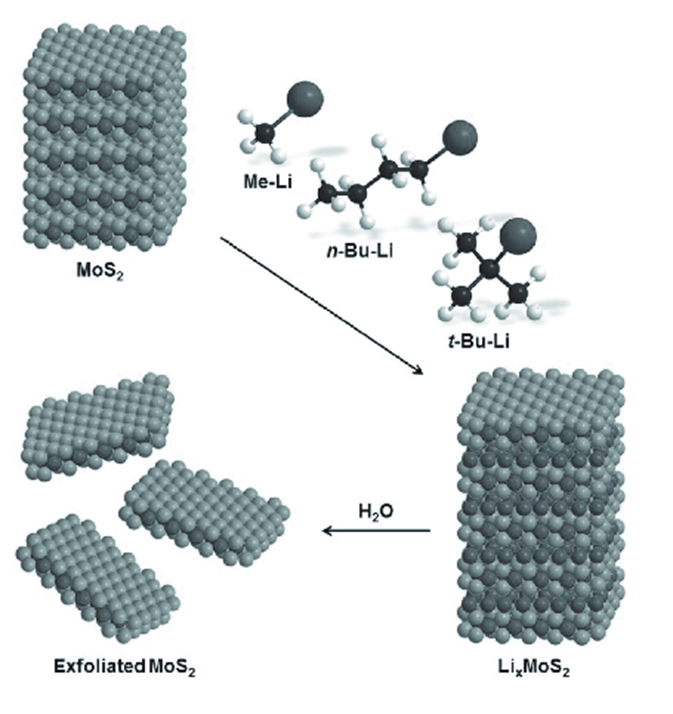 Me-Li
n-Bu-Li
MoS₂
t-Bu-Li
H₂O
Exfoliated MoS₂
LiₓMoS₂